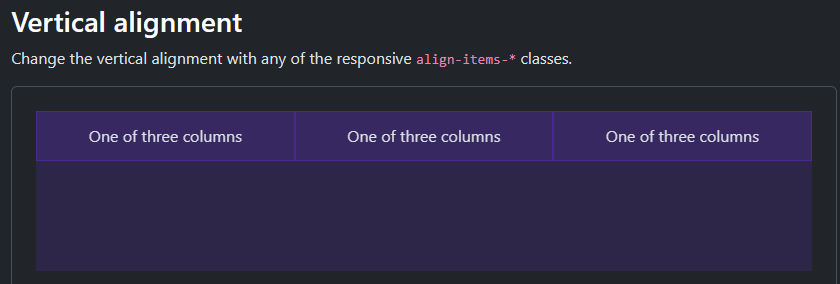 Vertical alignment
Change the vertical alignment with any of the responsive align-items-* classes.
One of three columns One of three columns One of three columns